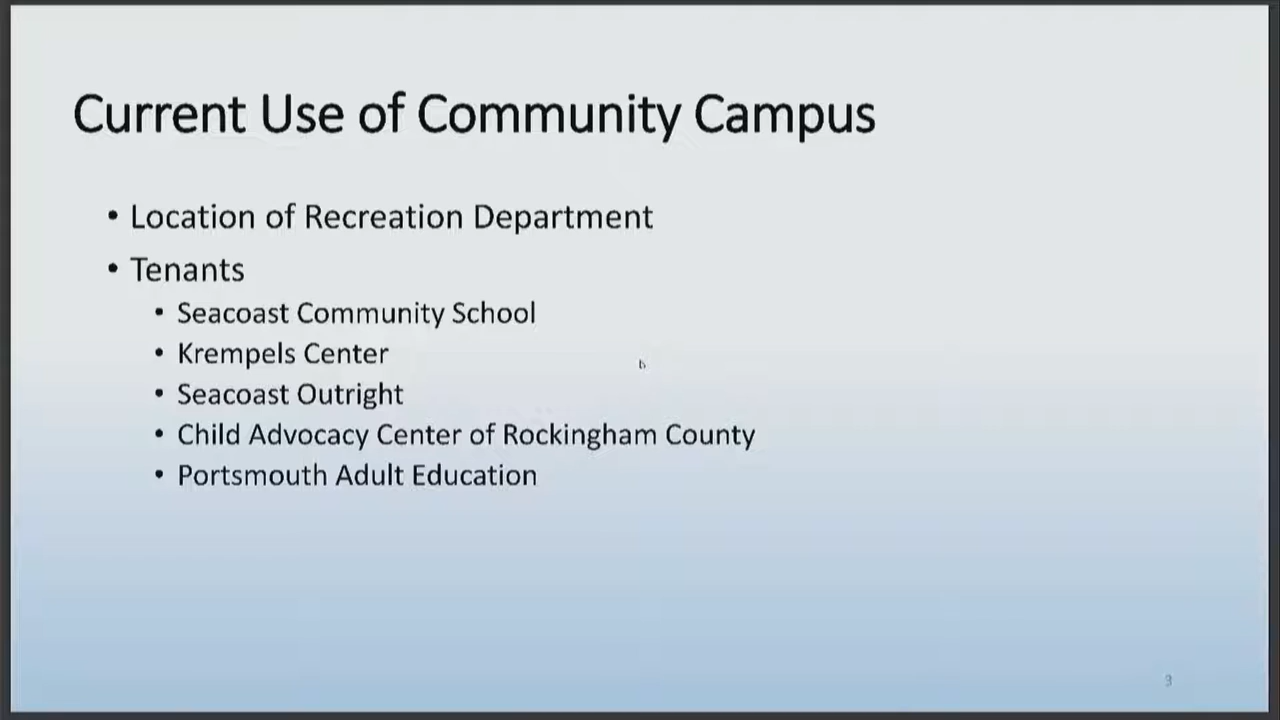 Current Use of Community Campus
• Location of Recreation Department
• Tenants
• Seacoast Community School
• Krempels Center
• Seacoast Outright
• Child Advocacy Center of Rockingham County
• Portsmouth Adult Education
3